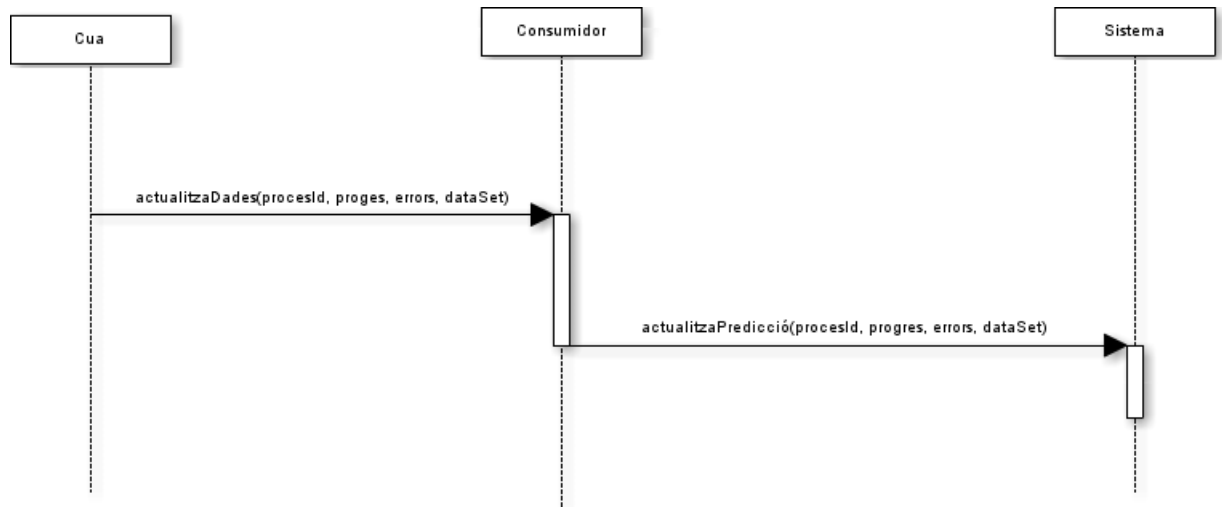 Cua
Consumidor
Sistema
actualitzaDades(procesId, proges, errors, dataSet)
actualitzaPredicció(procesId, progres, errors, dataSet)